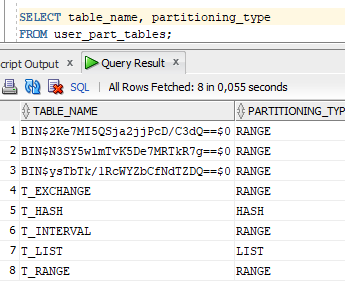 SELECT table_name, partitioning_type
FROM user_part_tables;
cript Output × Query Result ×
SQL | All Rows Fetched: 8 in 0,055 seconds
TABLE_NAME PARTITIONING_TYP
1 BIN$2Ke7MI5QSja2jjPcD/C3dQ==$0 RANGE
2 BIN$N3SY5wlmTvK5De7MRTkR7g==$0 RANGE
3 BIN$ysTbTk/lRcWYZbCfNdTZDQ==$0 RANGE
4 T_EXCHANGE RANGE
5 T_HASH HASH
6 T_INTERVAL RANGE
7 T_LIST LIST
8 T_RANGE RANGE